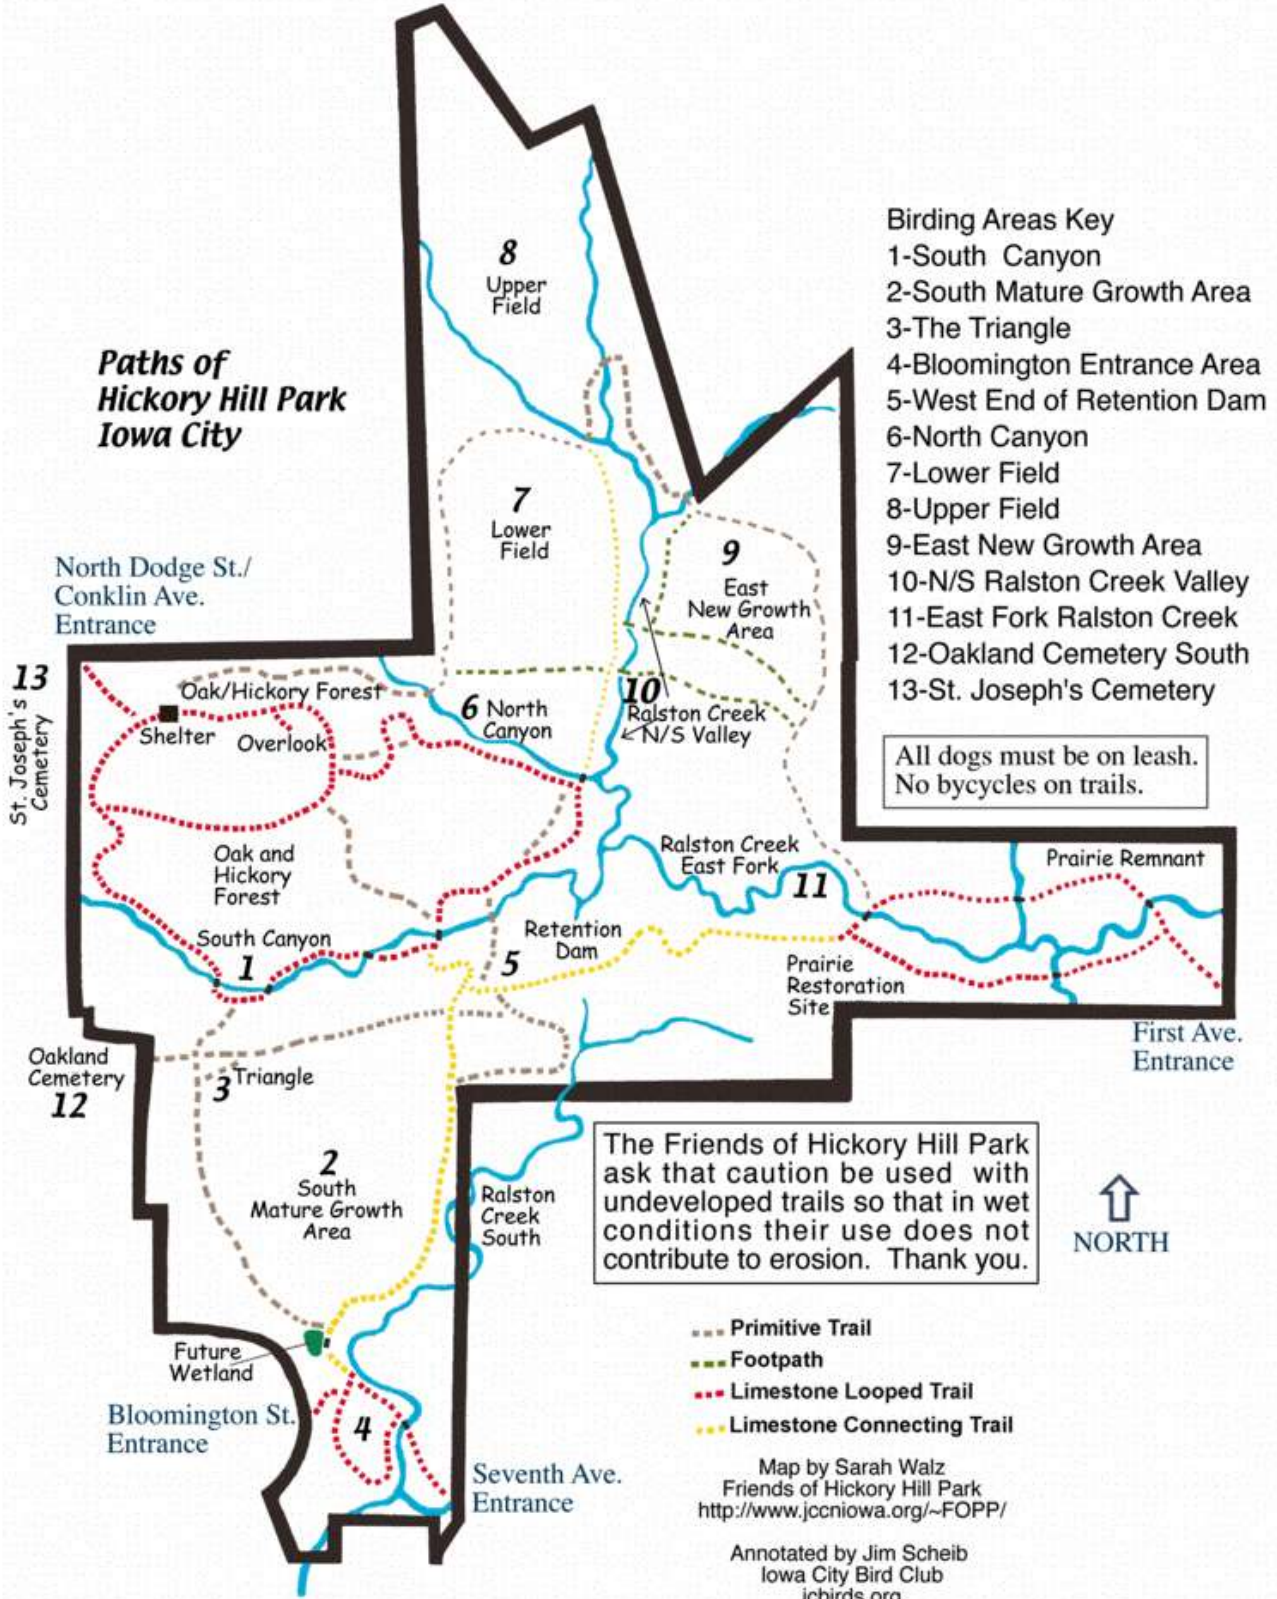 8
Upper
Field
Birding Areas Key
1-South Canyon
2-South Mature Growth Area
3-The Triangle
4-Bloomington Entrance Area
5-West End of Retention Dam
6-North Canyon
7-Lower Field
8-Upper Field
9-East New Growth Area
10-N/S Ralston Creek Valley
11-East Fork Ralston Creek
12-Oakland Cemetery South
13-St. Joseph's Cemetery
Paths of
Hickory Hill Park
Iowa City
7
Lower
Field
9
East
New Growth
Area
North Dodge St./
Conklin Ave.
Entrance
13
St. Joseph's
Cemetery
Oak/Hickory Forest
Shelter
Overlook
6 North
Canyon
10
Ralston Creek
N/S Valley
All dogs must be on leash.
No bycycles on trails.
Oak and
Hickory
Forest
Ralston Creek
East Fork
11
Prairie Remnant
South Canyon
1
Retention
Dam
5
Prairie
Restoration
Site
First Ave.
Entrance
Oakland
Cemetery
12
3 Triangle
2
South
Mature Growth
Area
Ralston
Creek
South
The Friends of Hickory Hill Park
ask that caution be used with
undeveloped trails so that in wet
conditions their use does not
contribute to erosion. Thank you.
NORTH
Future
Wetland
Bloomington St.
Entrance
4
Seventh Ave.
Entrance
Primitive Trail
Footpath
Limestone Looped Trail
Limestone Connecting Trail
Map by Sarah Walz
Friends of Hickory Hill Park
http://www.jccniowa.org/~FOPP/
Annotated by Jim Scheib
Iowa City Bird Club
icbirds.org